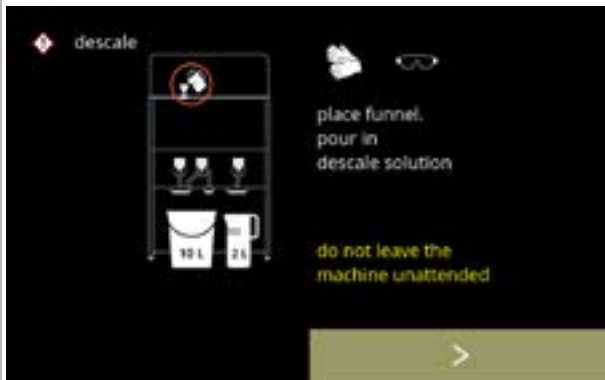 descale
place funnel.
pour in
descale solution
10 L 2 L
do not leave the
machine unattended